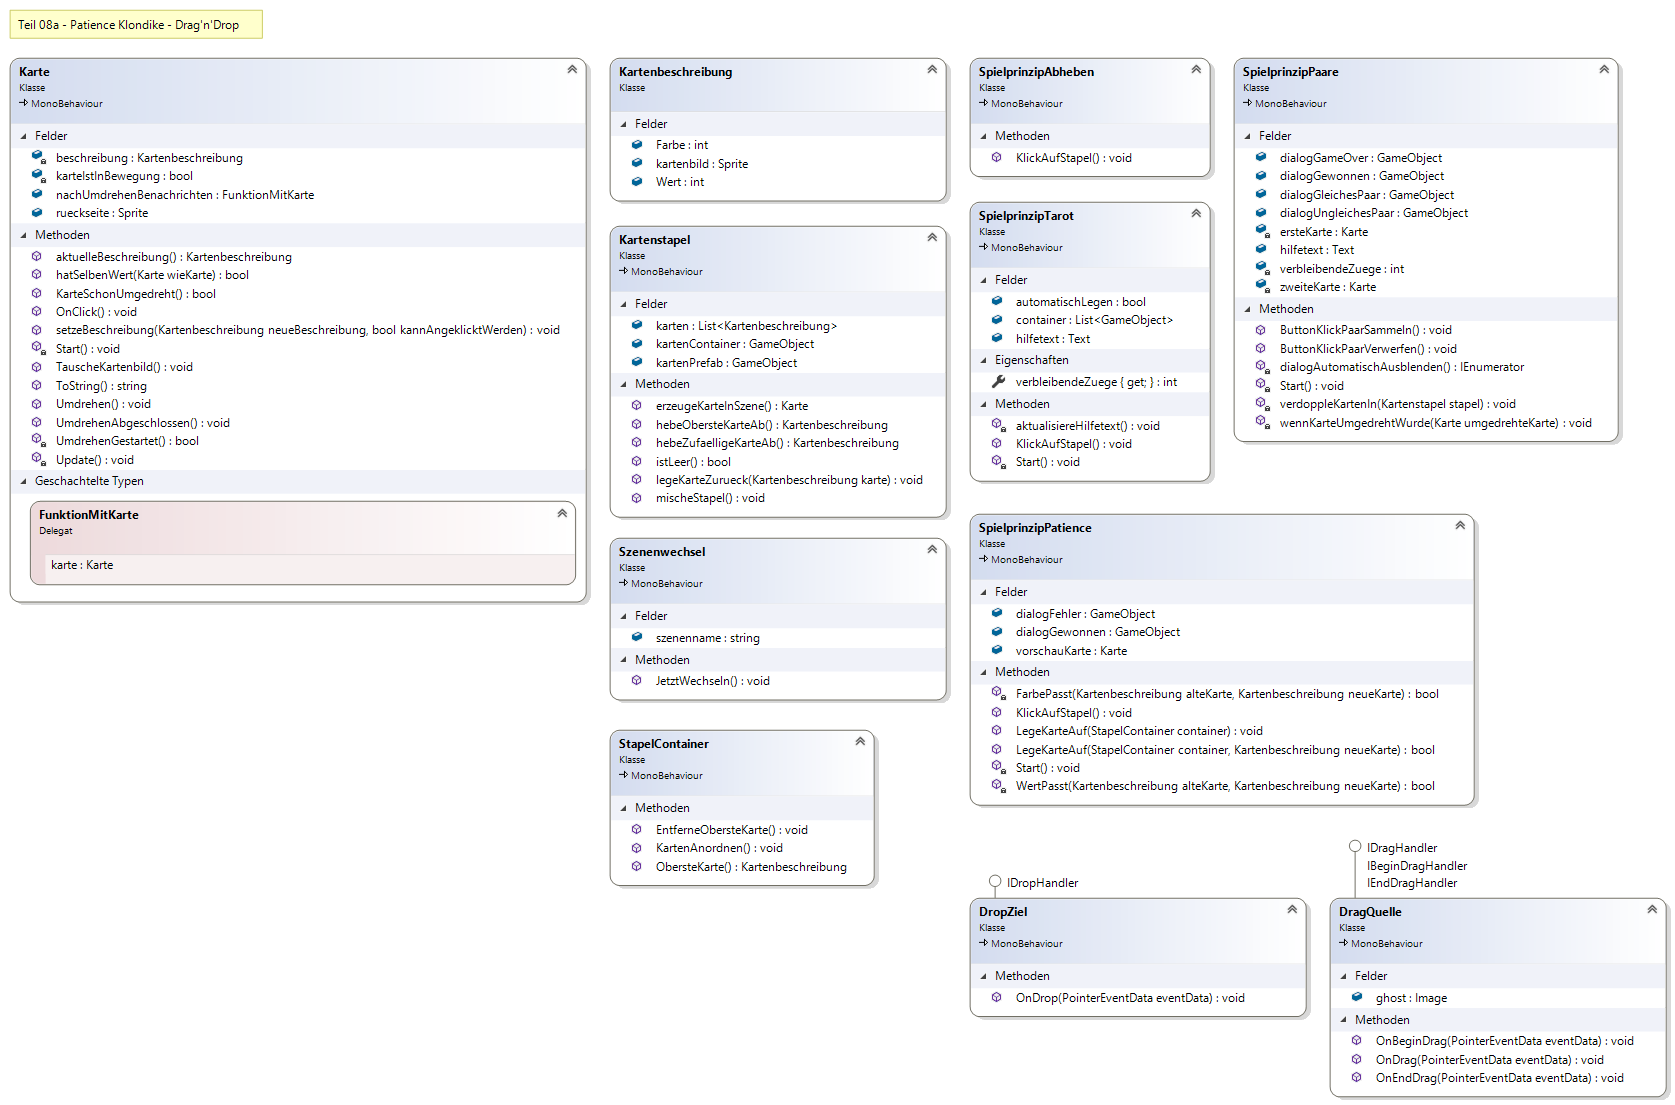 Teil 08a - Patience Klondike - Drag'n'Drop
Karte
Klasse
MonoBehaviour
Felder
beschreibung : Kartenbeschreibung
karteIstInBewegung : bool
nachUmdrehenBenachrichten : FunktionMitKarte
rueckseite : Sprite
Methoden
aktuelleBeschreibung() : Kartenbeschreibung
hatSelbenWert(Karte wieKarte) : bool
KarteSchonUmgedreht() : bool
OnClick() : void
setzeBeschreibung(Kartenbeschreibung neueBeschreibung, bool kannAngeklicktWerden) : void
Start() : void
TauscheKartenbild() : void
ToString() : string
Umdrehen() : void
UmdrehenAbgeschlossen() : void
UmdrehenGestartet() : bool
Update() : void
Geschachtelte Typen
FunktionMitKarte
Delegat
karte : Karte
Kartenbeschreibung
Klasse
Felder
Farbe : int
kartenbild : Sprite
Wert : int
Kartenstapel
Klasse
MonoBehaviour
Felder
karten : List<Kartenbeschreibung>
kartenContainer : GameObject
kartenPrefab : GameObject
Methoden
erzeugeKarteInSzene() : Karte
hebeObersteKarteAb() : Kartenbeschreibung
hebeZufaelligeKarteAb() : Kartenbeschreibung
istLeer() : bool
legeKarteZurueck(Kartenbeschreibung karte) : void
mischeStapel() : void
Szenenwechsel
Klasse
MonoBehaviour
Felder
szenenname : string
Methoden
JetztWechseln() : void
StapelContainer
Klasse
MonoBehaviour
Methoden
EntferneObersteKarte() : void
KartenAnordnen() : void
ObersteKarte() : Kartenbeschreibung
SpielprinzipAbheben
Klasse
MonoBehaviour
Methoden
KlickAufStapel() : void
SpielprinzipTarot
Klasse
MonoBehaviour
Felder
automatischLegen : bool
container : List<GameObject>
hilfetext : Text
Eigenschaften
verbleibendeZuege { get; } : int
Methoden
aktualisiereHilfetext() : void
KlickAufStapel() : void
Start() : void
SpielprinzipPaare
Klasse
MonoBehaviour
Felder
dialogGameOver : GameObject
dialogGewonnen : GameObject
dialogGleichesPaar : GameObject
dialogUngleichesPaar : GameObject
ersteKarte : Karte
hilfetext : Text
verbleibendeZuege : int
zweiteKarte : Karte
Methoden
ButtonKlickPaarSammeln() : void
ButtonKlickPaarVerwerfen() : void
dialogAutomatischAusblenden() : IEnumerator
Start() : void
verdoppleKartenIn(Kartenstapel stapel) : void
wennKarteUmgedrehtWurde(Karte umgedrehteKarte) : void
SpielprinzipPatience
Klasse
MonoBehaviour
Felder
dialogFehler : GameObject
dialogGewonnen : GameObject
vorschauKarte : Karte
Methoden
FarbePasst(Kartenbeschreibung alteKarte, Kartenbeschreibung neueKarte) : bool
KlickAufStapel() : void
LegeKarteAuf(StapelContainer container) : void
LegeKarteAuf(StapelContainer container, Kartenbeschreibung neueKarte) : bool
Start() : void
WertPasst(Kartenbeschreibung alteKarte, Kartenbeschreibung neueKarte) : bool
IDropHandler
DropZiel
Klasse
MonoBehaviour
Methoden
OnDrop(PointerEventData eventData) : void
IDragHandler
IBeginDragHandler
IEndDragHandler
DragQuelle
Klasse
MonoBehaviour
Felder
ghost : Image
Methoden
OnBeginDrag(PointerEventData eventData) : void
OnDrag(PointerEventData eventData) : void
OnEndDrag(PointerEventData eventData) : void